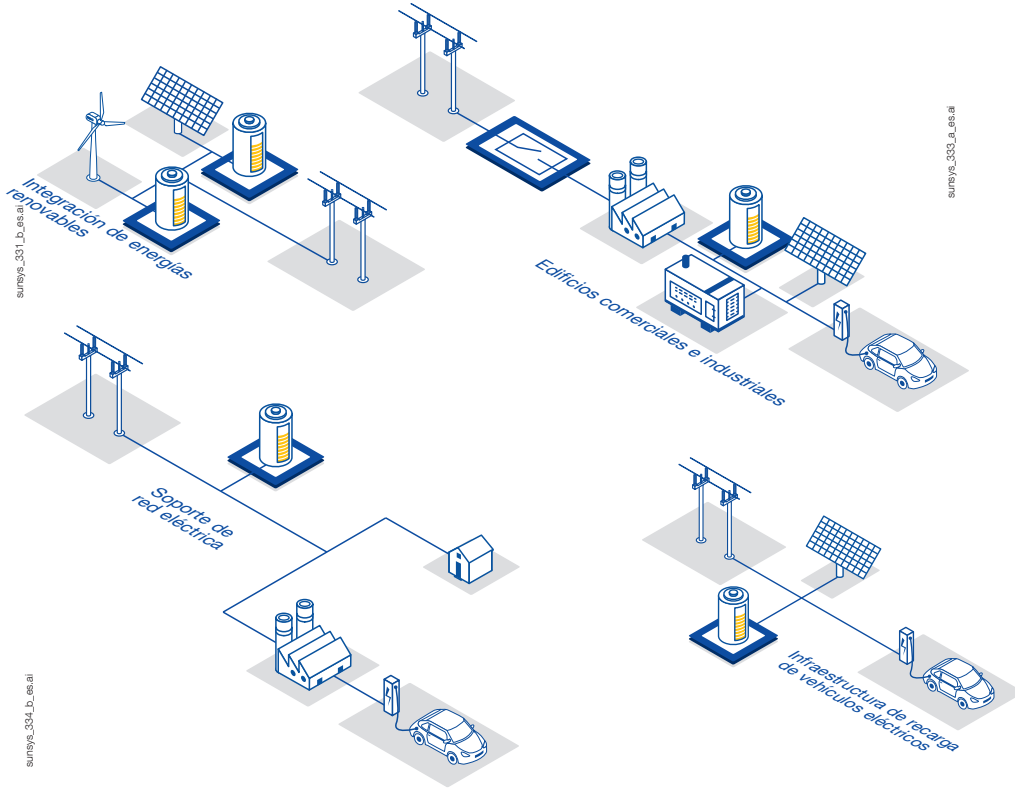 sunsys_331_b_es.ai
Integración de energías
renovables
sunsys_333_a_es.ai
Edificios comerciales e industriales
sunsys_334_b_es.ai
Soporte de
red eléctrica
Infraestructura de recarga
de vehículos eléctricos